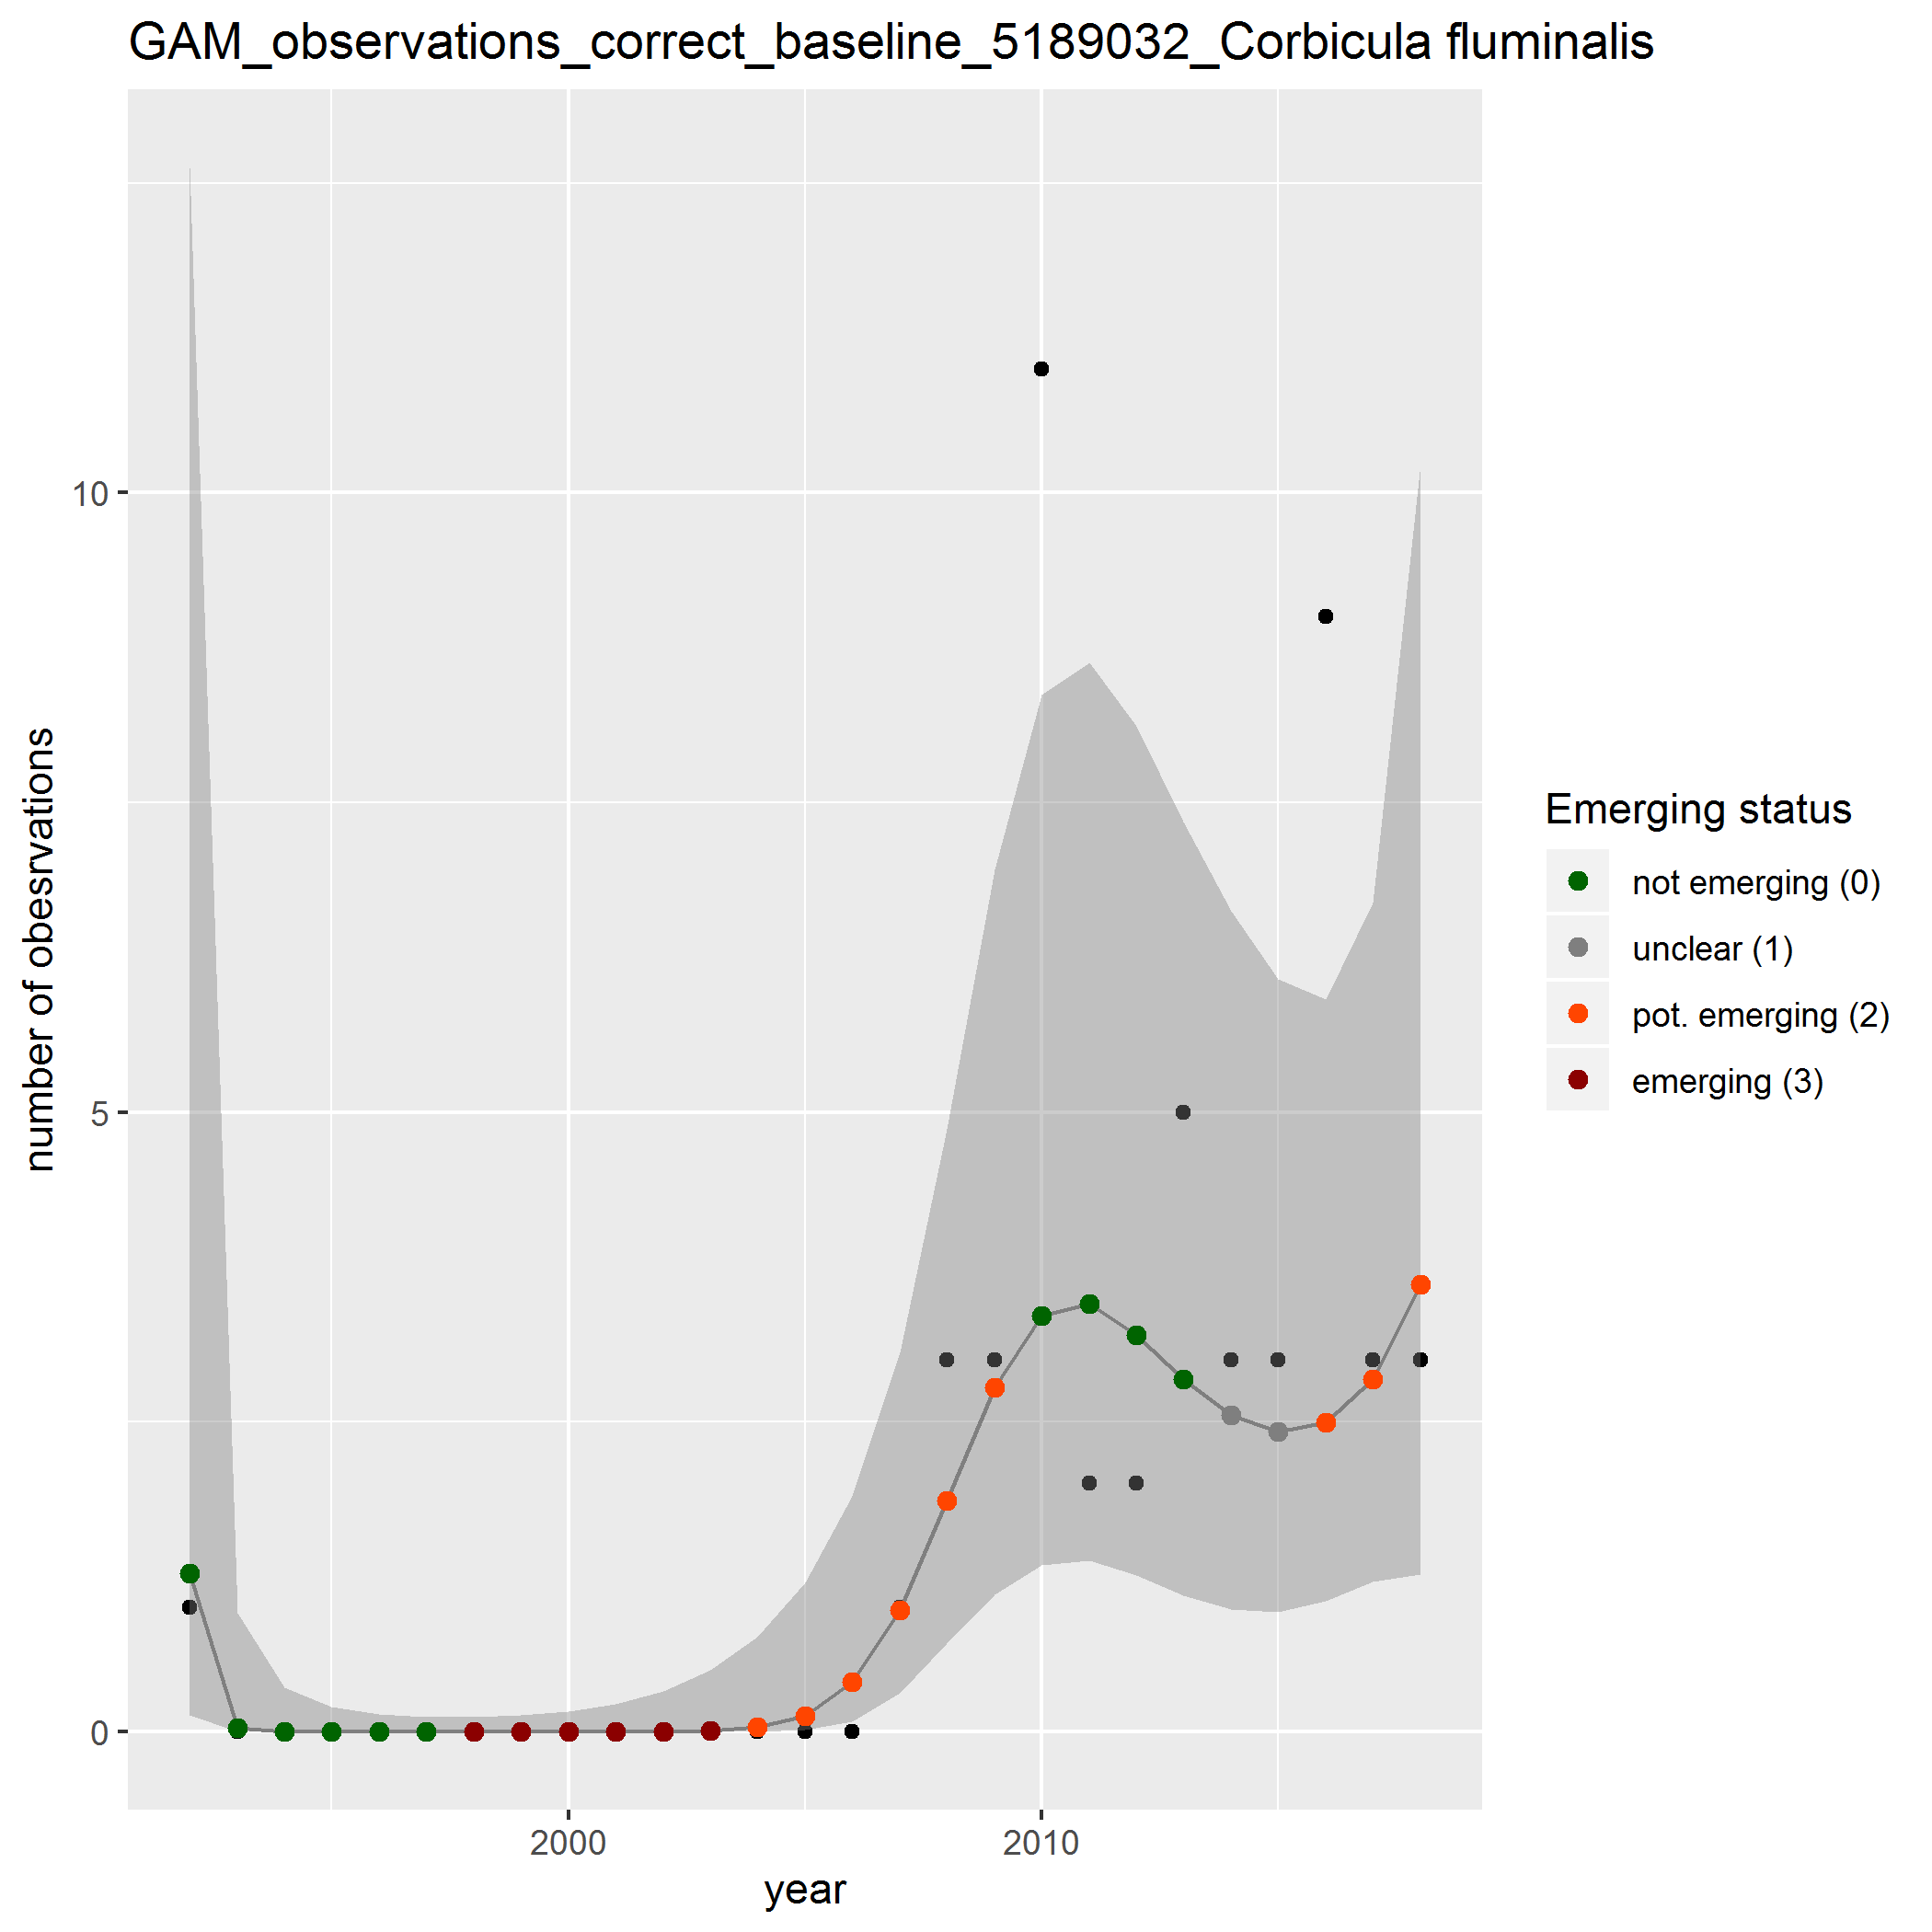 GAM_observations_correct_baseline_5189032_Corbicula fluminalis
number of obesrvations
10
5
0
2000
2010
year
Emerging status
not emerging (0)
unclear (1)
pot. emerging (2)
emerging (3)